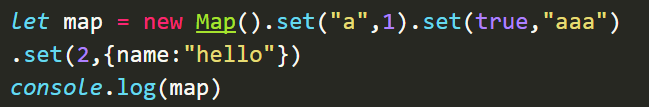 let map = new Map().set("a",1).set(true,"aaa")
.set(2,{name:"hello"})
console.log(map)